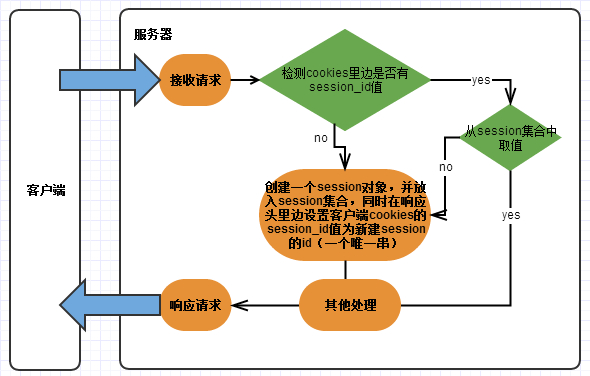 服务器
接收请求
检测cookies里边是否有
session_id值
yes
从session集合中
取值
no
no
yes
创建一个session对象，并放
入session集合，同时在响应
头里边设置客户端cookies的
session_id值为新建session
的id（一个唯一串）
客户端
响应请求
其他处理